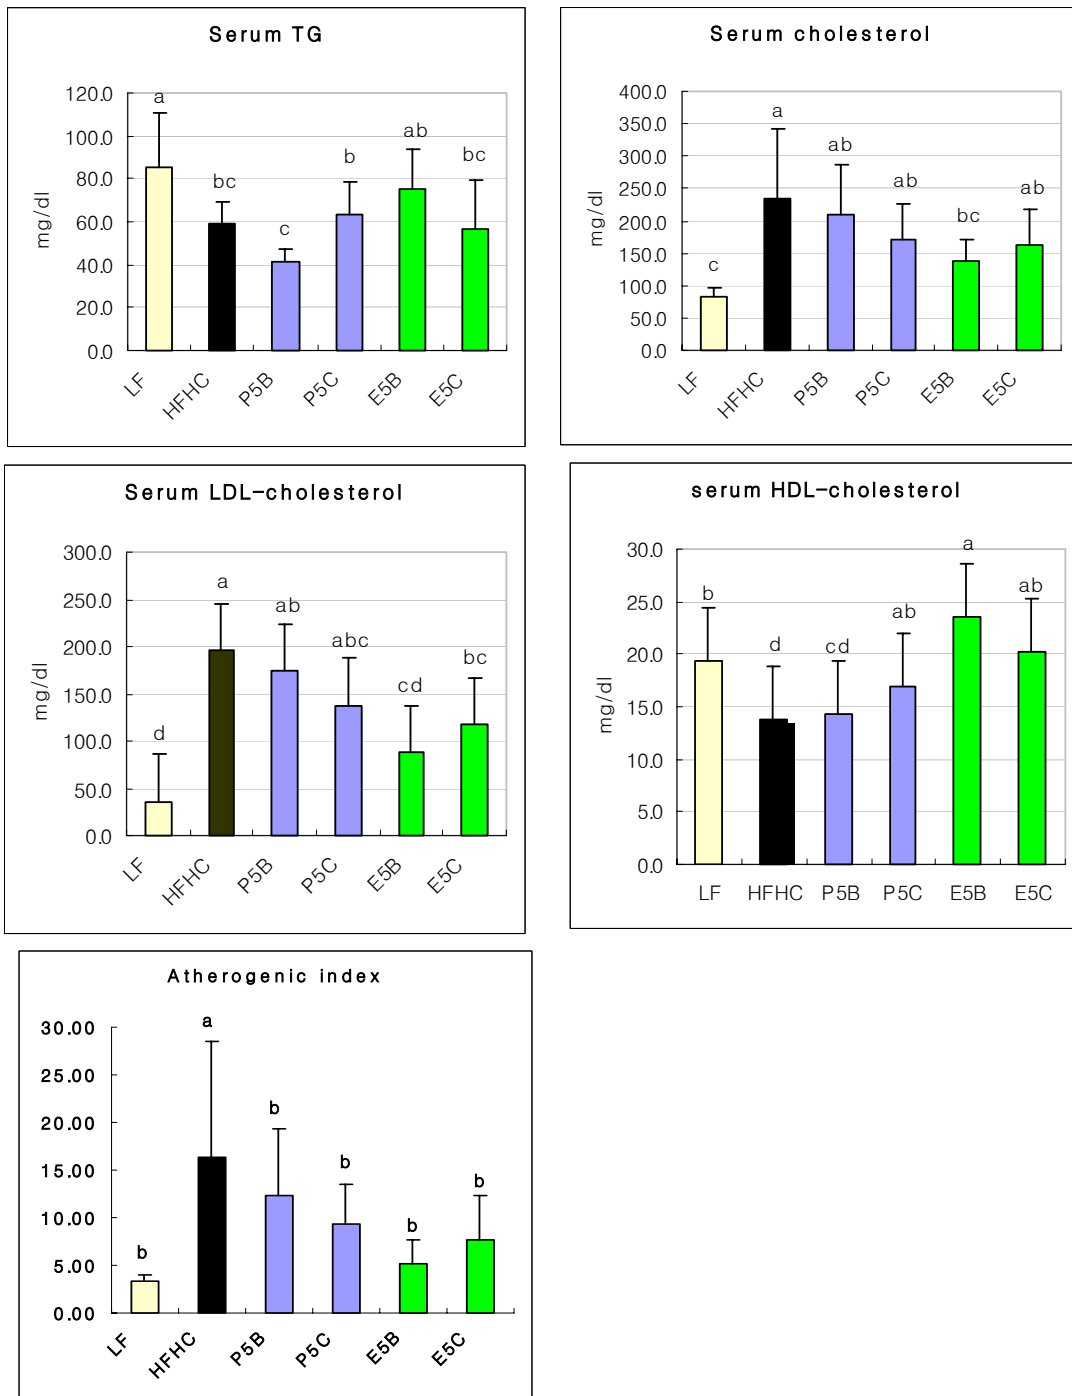 Serum TG
120.0
100.0
80.0
60.0
40.0
20.0
0.0
mg/dl
a
bc
c
b
ab
bc
LF
HFHC
P5B
P5C
E5B
E5C
Serum cholesterol
400.0
350.0
300.0
250.0
200.0
150.0
100.0
50.0
0.0
mg/dl
c
a
ab
ab
bc
ab
LF
HFHC
P5B
P5C
E5B
E5C
Serum LDL-cholesterol
300.0
250.0
200.0
150.0
100.0
50.0
0.0
mg/dl
d
a
ab
abc
cd
bc
LF
HFHC
P5B
P5C
E5B
E5C
serum HDL-cholesterol
30.0
25.0
20.0
15.0
10.0
5.0
0.0
mg/dl
b
d
cd
ab
a
ab
LF
HFHC
P5B
P5C
E5B
E5C
Atherogenic index
30.00
25.00
20.00
15.00
10.00
5.00
0.00
b
a
b
b
b
b
LF
HFHC
P5B
P5C
E5B
E5C